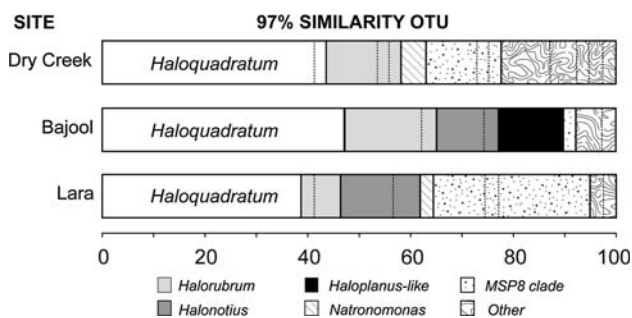 SITE 97% SIMILARITY OTU
Dry Creek Haloquadratum
Bajool Haloquadratum
Lara Haloquadratum
0 20 40 60 80 100
Halorubrum Haloplanus-like MSP8 clade
Halonotius Natronomonas Other